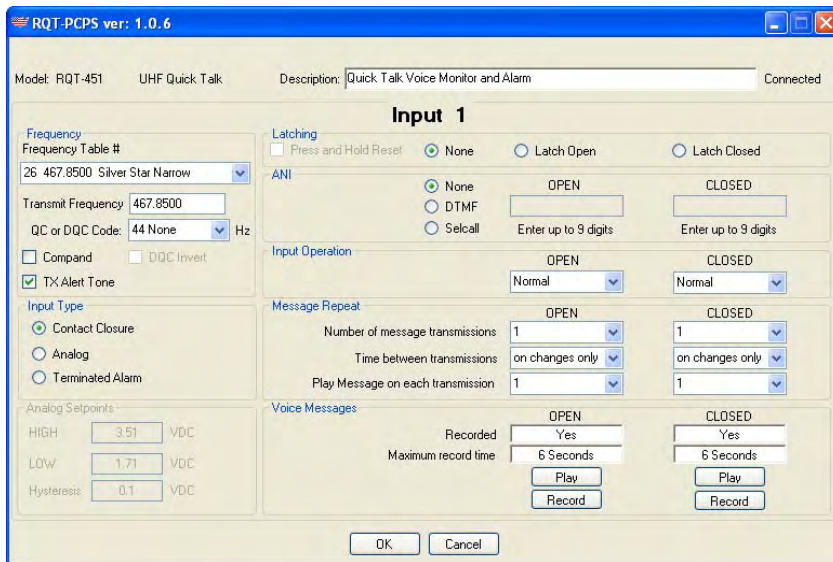 RQT-PCPS ver: 1.0.6
Model: RQT-451 UHF Quick Talk Description: Quick Talk Voice Monitor and Alarm Connected
Input 1
Frequency
Frequency Table #
26 467.8500 Silver Star Narrow
Transmit Frequency 467.8500
QC or DQC Code: 44 None Hz
Compand DQC Invert
TX Alert Tone
Latching
Press and Hold Reset None Latch Open Latch Closed
ANI
None OPEN CLOSED
DTMF
Selcall Enter up to 9 digits Enter up to 9 digits
Input Operation
OPEN CLOSED
Normal Normal
Input Type
Contact Closure
Analog
Terminated Alarm
Message Repeat
OPEN CLOSED
Number of message transmissions 1 1
Time between transmissions on changes only on changes only
Play Message on each transmission 1 1
Analog Setpoints
HIGH 3.51 VDC
LOW 1.71 VDC
Hysteresis 0.1 VDC
Voice Messages
OPEN CLOSED
Recorded Yes Yes
Maximum record time 6 Seconds 6 Seconds
Play Play
Record Record
OK Cancel